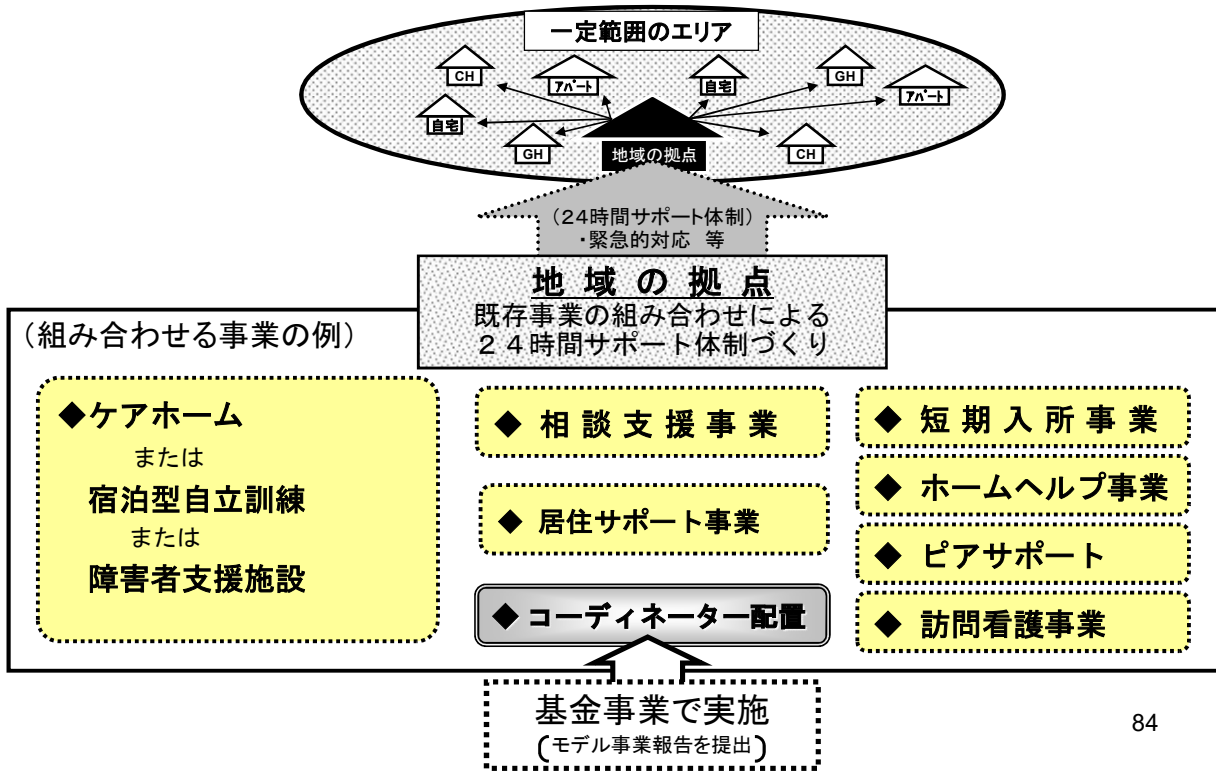 一定範囲のエリア
CH
アパート
自宅
GH
アパート
自宅
GH
地域の拠点
CH
（２４時間サポート体制）
・緊急的対応　等
地　域　の　拠　点
既存事業の組み合わせによる
２４時間サポート体制づくり
（組み合わせる事業の例）
◆ケアホーム
または
宿泊型自立訓練
または
障害者支援施設
◆ 相 談 支 援 事 業
◆ 居住サポート事業
◆ コーディネーター配置
◆ 短 期 入 所 事 業
◆ ホームヘルプ事業
◆ ピアサポート
◆ 訪問看護事業
基金事業で実施
（モデル事業報告を提出）
84